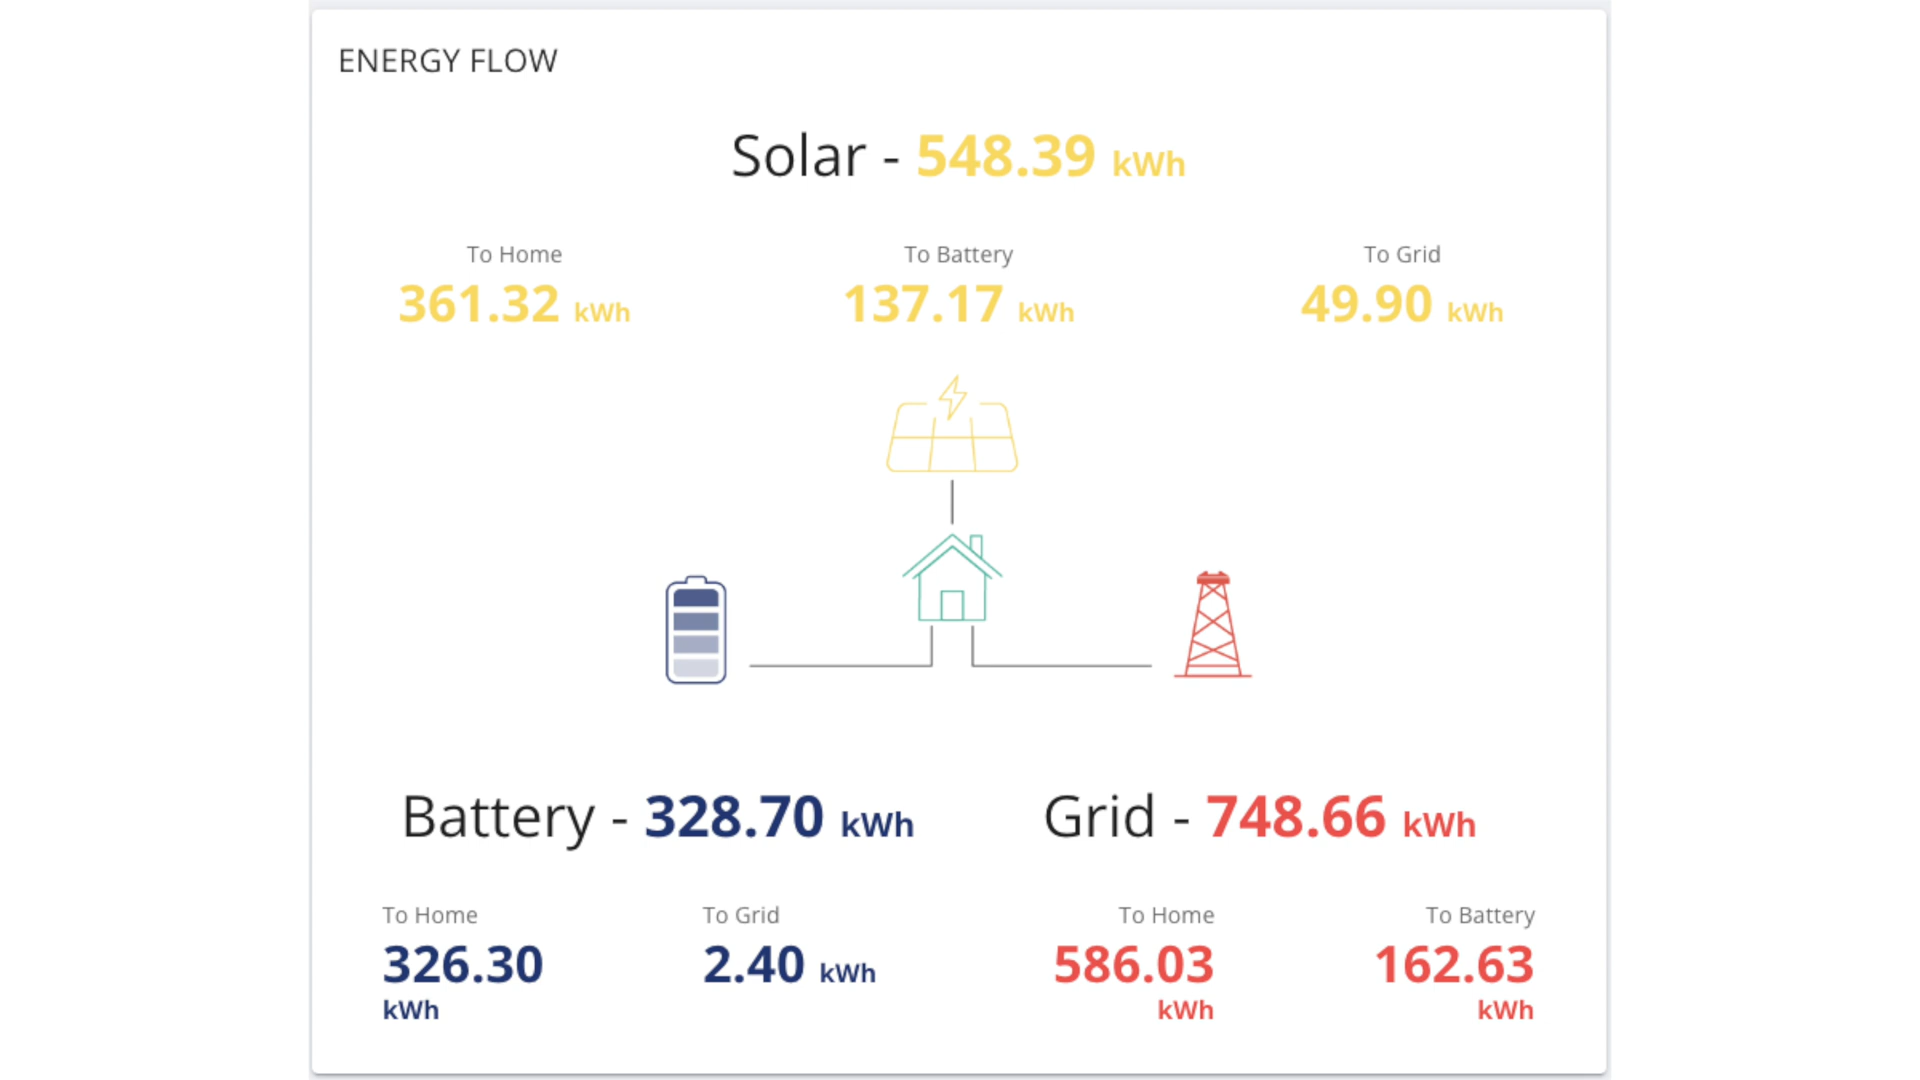 ENERGY FLOW
Solar - 548.39 kWh
To Home
361.32 kWh
To Battery
137.17 kWh
To Grid
49.90 kWh
Battery - 328.70 kWh
To Home
326.30
kWh
To Grid
2.40 kWh
Grid - 748.66 kWh
To Home
586.03
kWh
To Battery
162.63
kWh